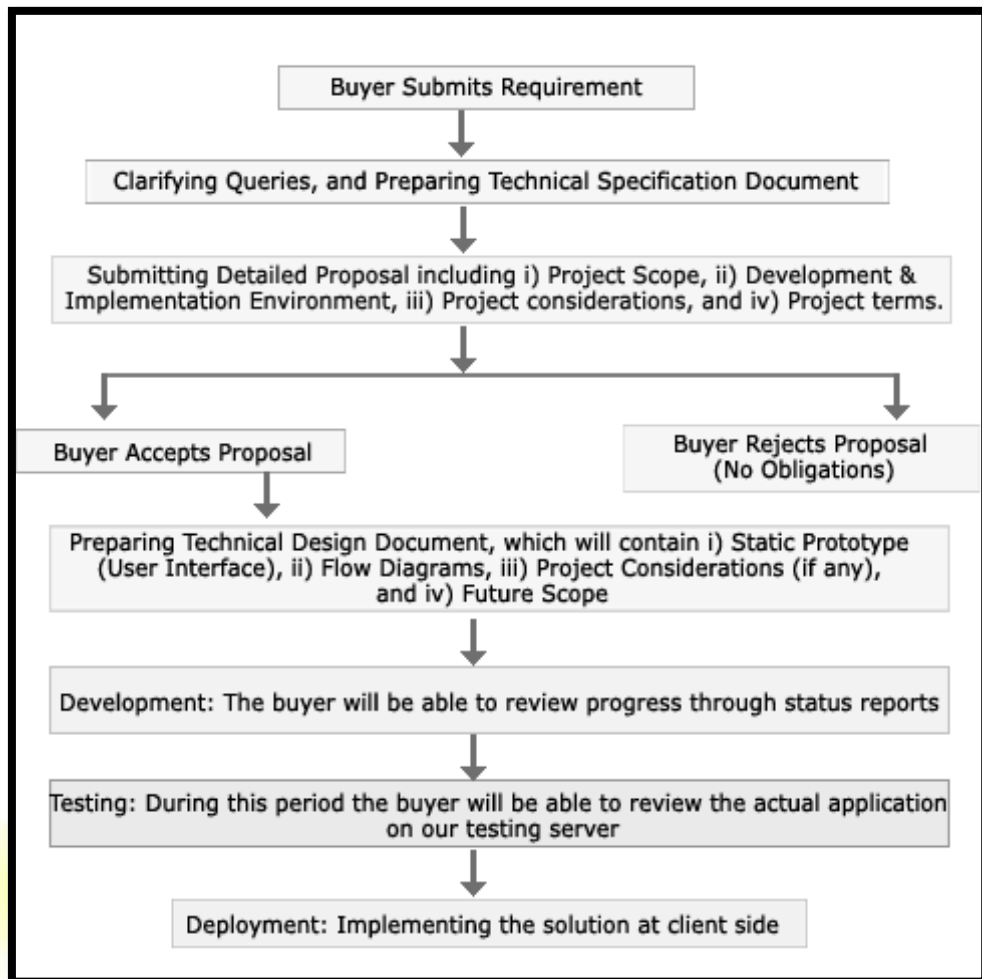 Buyer Submits Requirement
Clarifying Queries, and Preparing Technical Specification Document
Submitting Detailed Proposal including i) Project Scope, ii) Development &
Implementation Environment, iii) Project considerations, and iv) Project terms.
Buyer Accepts Proposal
Buyer Rejects Proposal
(No Obligations)
Preparing Technical Design Document, which will contain i) Static Prototype
(User Interface), ii) Flow Diagrams, iii) Project Considerations (if any),
and iv) Future Scope
Development: The buyer will be able to review progress through status reports
Testing: During this period the buyer will be able to review the actual application
on our testing server
Deployment: Implementing the solution at client side